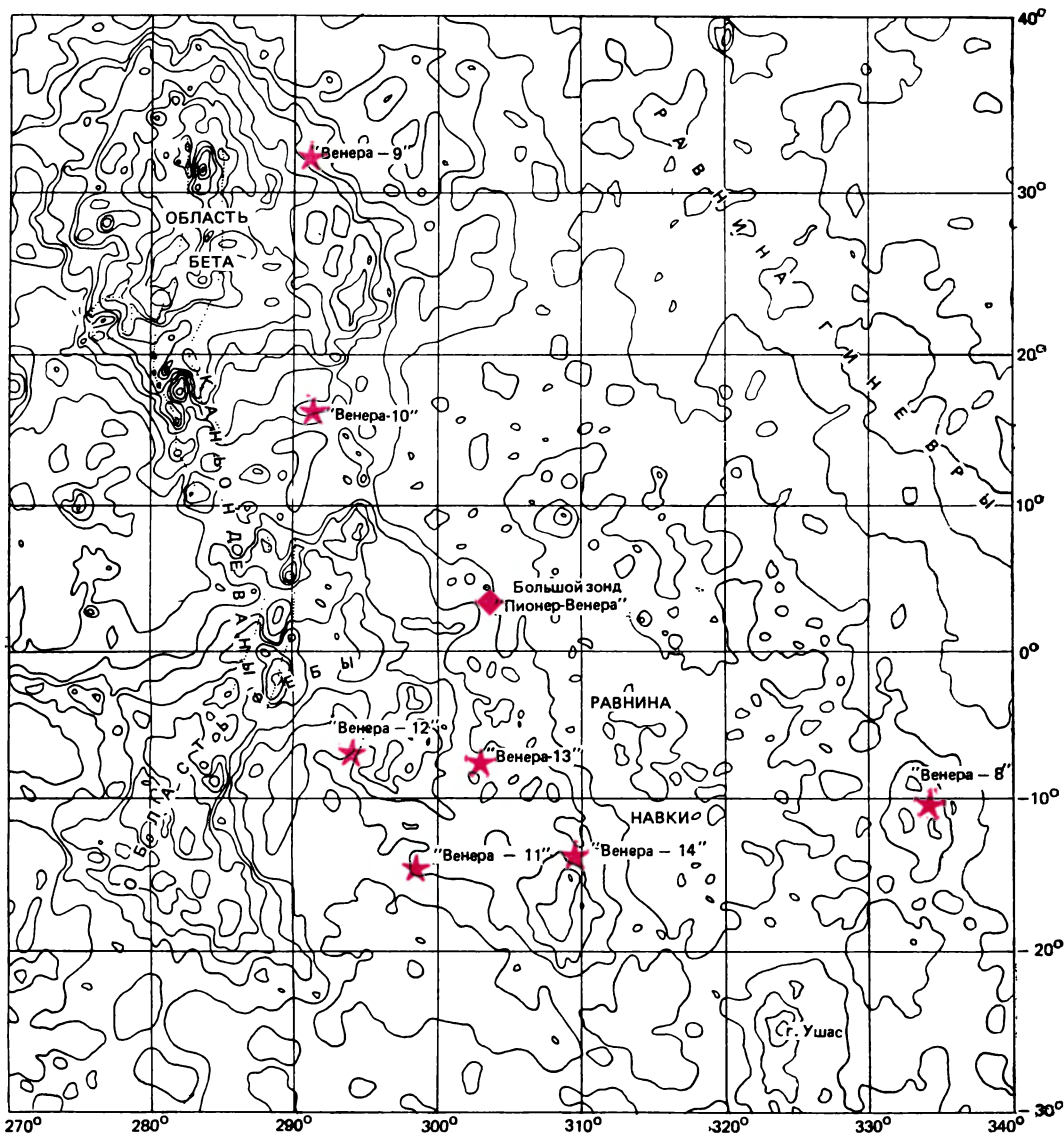 40°
"Венера – 9"
30°
РАВНИНА ГИНЕВРЫ
ОБЛАСТЬ
БЕТА
20°
"Венера-10"
КАНЬОН ДЕВАНЫ
10°
Большой зонд
"Пионер-Венера"
0°
РАВНИНА
"Венера – 12"
"Венера-13"
"Венера – 8"
ОБЛАСТЬ ФЕБЫ
–10°
НАВКИ
"Венера – 11"
"Венера – 14"
–20°
г. Ушас
–30°
270°
280°
290°
300°
310°
320°
330°
340°